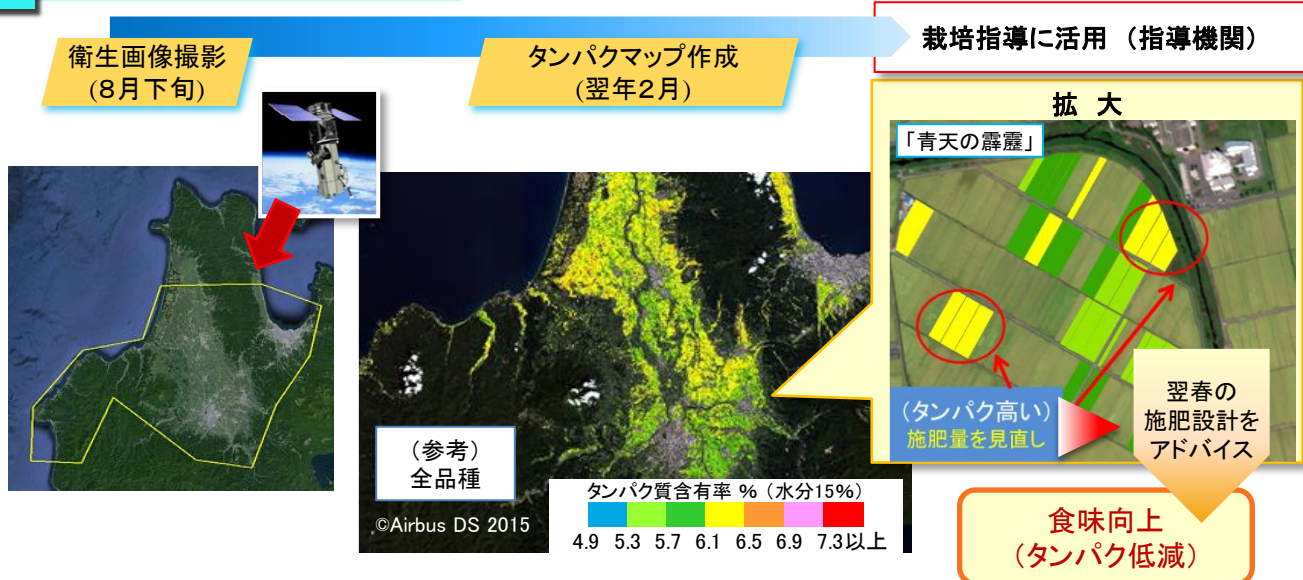 衛生画像撮影
(8月下旬)
タンパクマップ作成
(翌年2月)
栽培指導に活用 (指導機関)
拡 大
「青天の霹靂」
(タンパク高い)
施肥量を見直し
翌春の
施肥設計を
アドバイス
(参考)
全品種
©Airbus DS 2015
タンパク質含有率 % (水分15%)
4.9 5.3 5.7 6.1 6.5 6.9 7.3以上
食味向上
(タンパク低減)